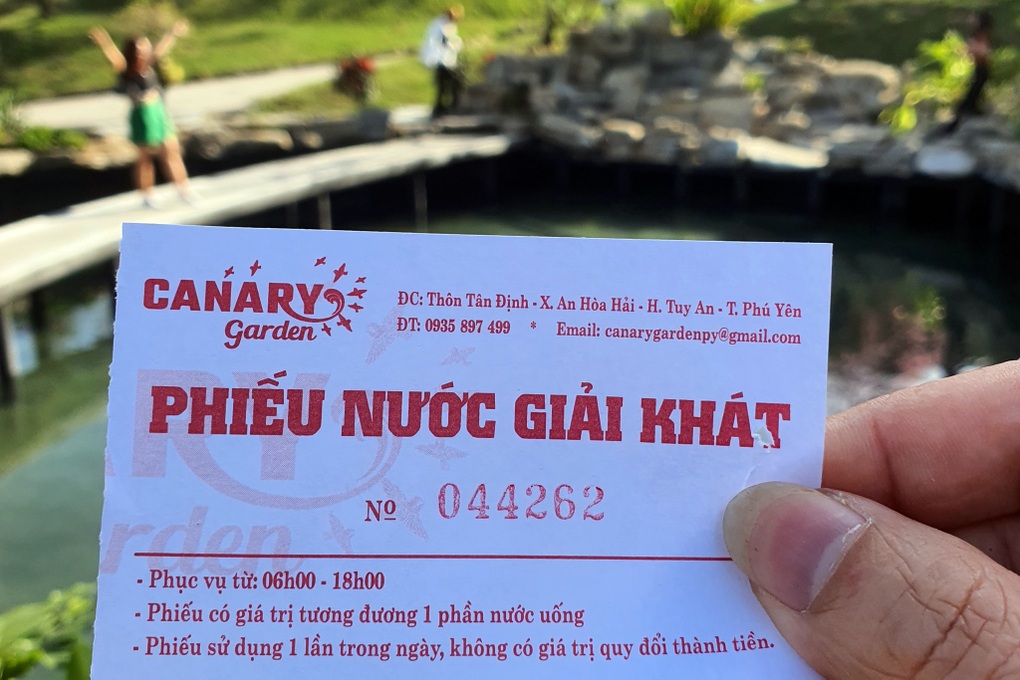 CANARY
Garden
ĐC: Thôn Tân Định - X. An Hòa Hải - H. Tuy An - T. Phú Yên
ĐT: 0935 897 499 * Email: canarygardenpy@gmail.com
PHIẾU NƯỚC GIẢI KHÁT
Nº 044262
- Phục vụ từ: 06h00 - 18h00
- Phiếu có giá trị tương đương 1 phần nước uống
- Phiếu sử dụng 1 lần trong ngày, không có giá trị quy đổi thành tiền.